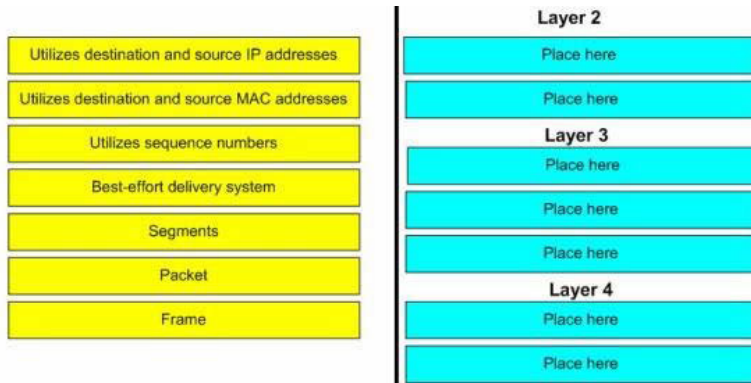 Utilizes destination and source IP addresses
Utilizes destination and source MAC addresses
Utilizes sequence numbers
Best-effort delivery system
Segments
Packet
Frame
Layer 2
Place here
Place here
Layer 3
Place here
Place here
Place here
Layer 4
Place here
Place here